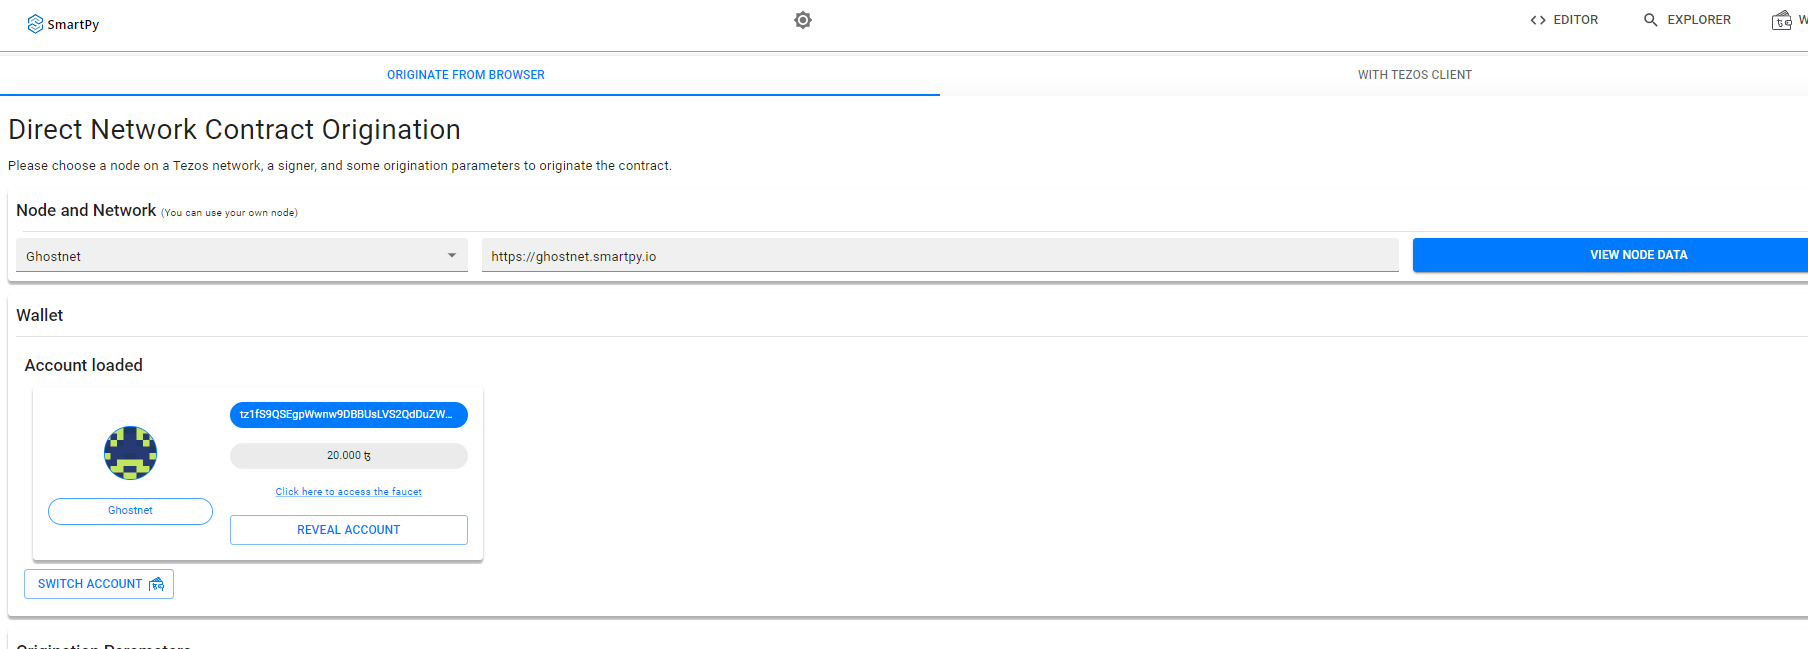 SmartPy
EDITOR
EXPLORER
W
ORIGINATE FROM BROWSER
WITH TEZOS CLIENT
Direct Network Contract Origination
Please choose a node on a Tezos network, a signer, and some origination parameters to originate the contract.
Node and Network (You can use your own node)
Ghostnet
https://ghostnet.smartpy.io
VIEW NODE DATA
Wallet
Account loaded
tz1fS9QSEgpWwnw9DBBUsLVS2QdDuZW...
20.000 ꜩ
Click here to access the faucet
Ghostnet
REVEAL ACCOUNT
SWITCH ACCOUNT
Origination Parameters